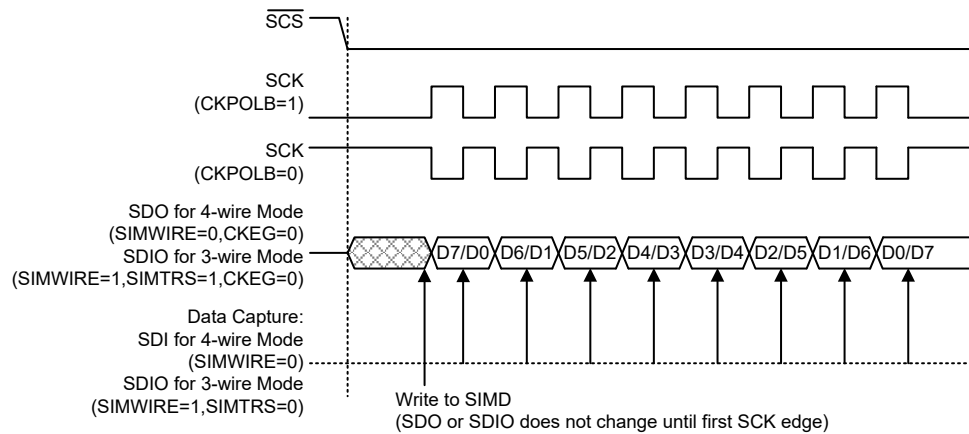 SCS
SCK
(CKPOLB=1)
SCK
(CKPOLB=0)
SDO for 4-wire Mode
(SIMWIRE=0,CKEG=0)
SDIO for 3-wire Mode
(SIMWIRE=1,SIMTRS=1,CKEG=0)
D7/D0 D6/D1 D5/D2 D4/D3 D3/D4 D2/D5 D1/D6 D0/D7
Data Capture:
SDI for 4-wire Mode
(SIMWIRE=0)
SDIO for 3-wire Mode
(SIMWIRE=1,SIMTRS=0)
Write to SIMD
(SDO or SDIO does not change until first SCK edge)